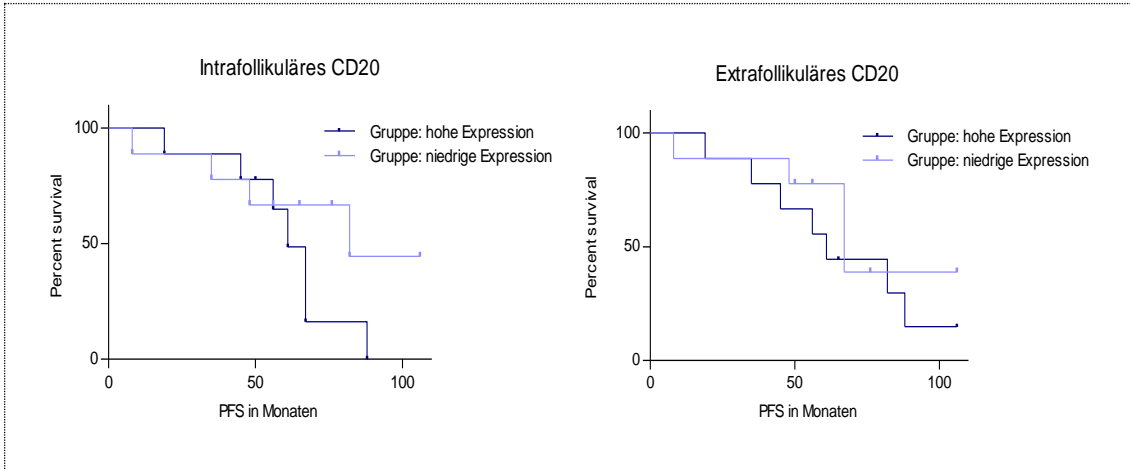 Intrafollikuläres CD20
100
50
0
0
50
100
Percent survival
PFS in Monaten
Gruppe: hohe Expression
Gruppe: niedrige Expression
Extrafollikuläres CD20
100
50
0
0
50
100
Percent survival
PFS in Monaten
Gruppe: hohe Expression
Gruppe: niedrige Expression